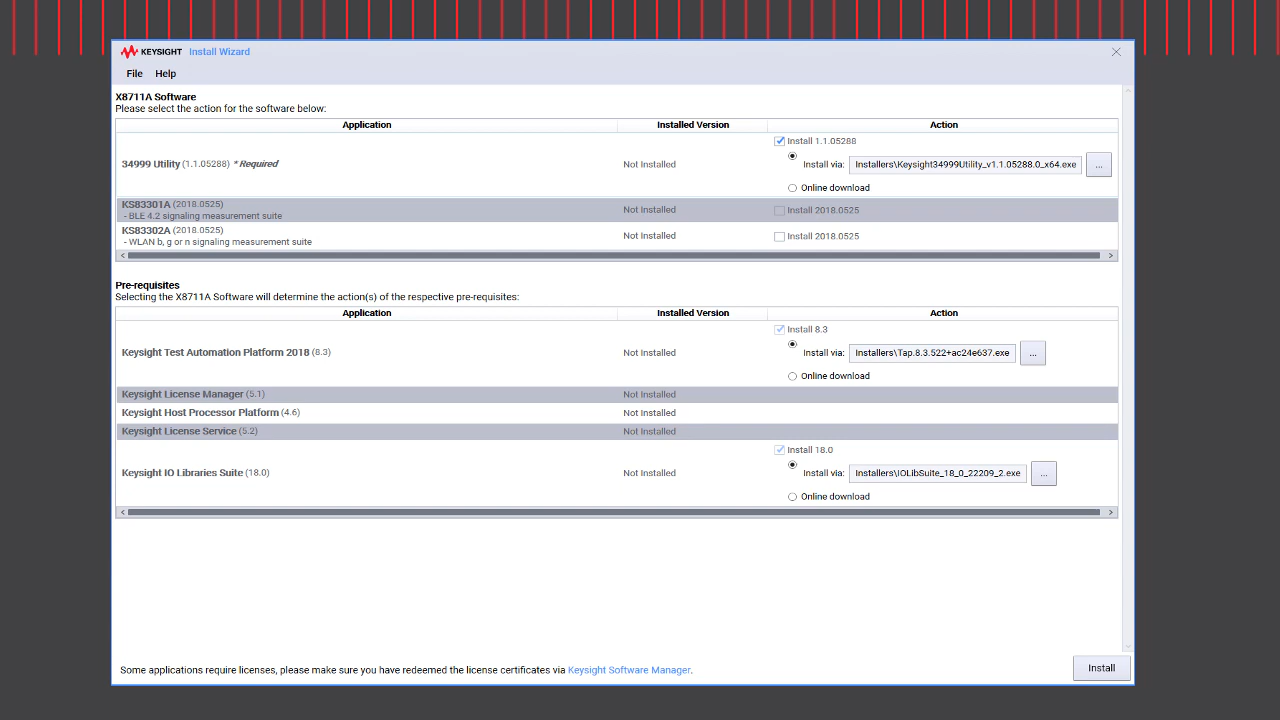 KEYSIGHT Install Wizard
File Help
X8711A Software
Please select the action for the software below:
Application Installed Version Action
Install 1.1.05288
34999 Utility (1.1.05288) *Required Not Installed Install via: Installers\Keysight34999Utility_v1.1.05288.0_x64.exe ...
Online download
KS83301A (2018.0525) Not Installed Install 2018.0525
- BLE 4.2 signaling measurement suite
KS83302A (2018.0525) Not Installed Install 2018.0525
- WLAN b, g or n signaling measurement suite
Pre-requisites
Selecting the X8711A Software will determine the action(s) of the respective pre-requisites:
Application Installed Version Action
Install 8.3
Keysight Test Automation Platform 2018 (8.3) Not Installed Install via: Installers\Tap.8.3.522+ac24e637.exe ...
Online download
Keysight License Manager (5.1) Not Installed
Keysight Host Processor Platform (4.6) Not Installed
Keysight License Service (5.2) Not Installed
Install 18.0
Keysight IO Libraries Suite (18.0) Not Installed Install via: Installers\IOLibSuite_18_0_22209_2.exe ...
Online download
Some applications require licenses, please make sure you have redeemed the license certificates via Keysight Software Manager.
Install